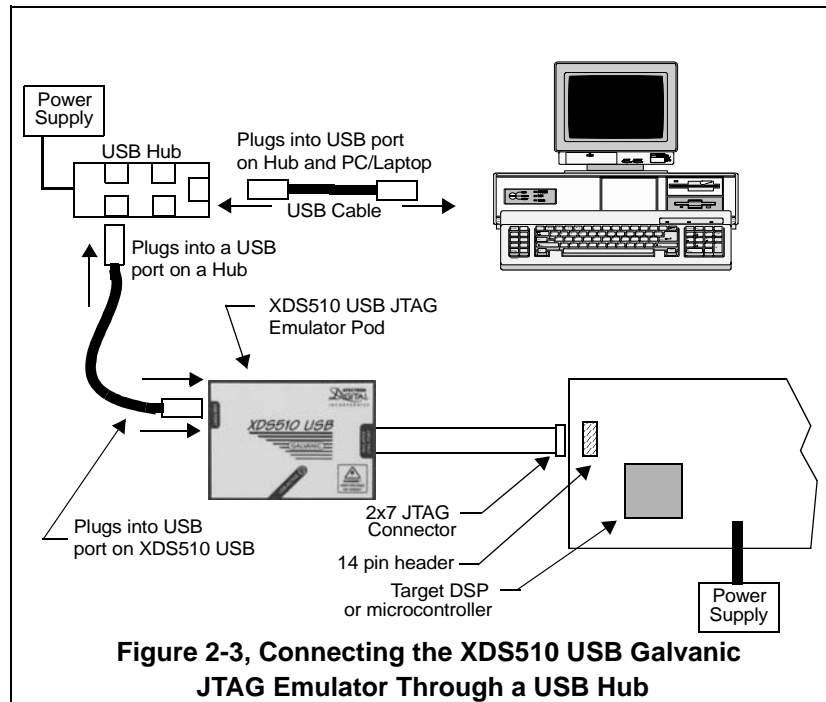 Power
Supply
USB Hub
Plugs into USB port
on Hub and PC/Laptop
USB Cable
Plugs into a USB
port on a Hub
XDS510 USB JTAG
Emulator Pod
SPECTRUM
DIGITAL
INCORPORATED
XDS510 USB
GALVANIC
Plugs into USB
port on XDS510 USB
2x7 JTAG
Connector
14 pin header
Target DSP
or microcontroller
Power
Supply
Figure 2-3, Connecting the XDS510 USB Galvanic
JTAG Emulator Through a USB Hub